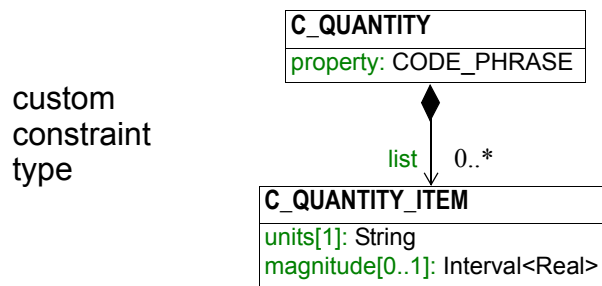 C_QUANTITY
property: CODE_PHRASE
custom
constraint
type
list 0..*
C_QUANTITY_ITEM
units[1]: String
magnitude[0..1]: Interval<Real>